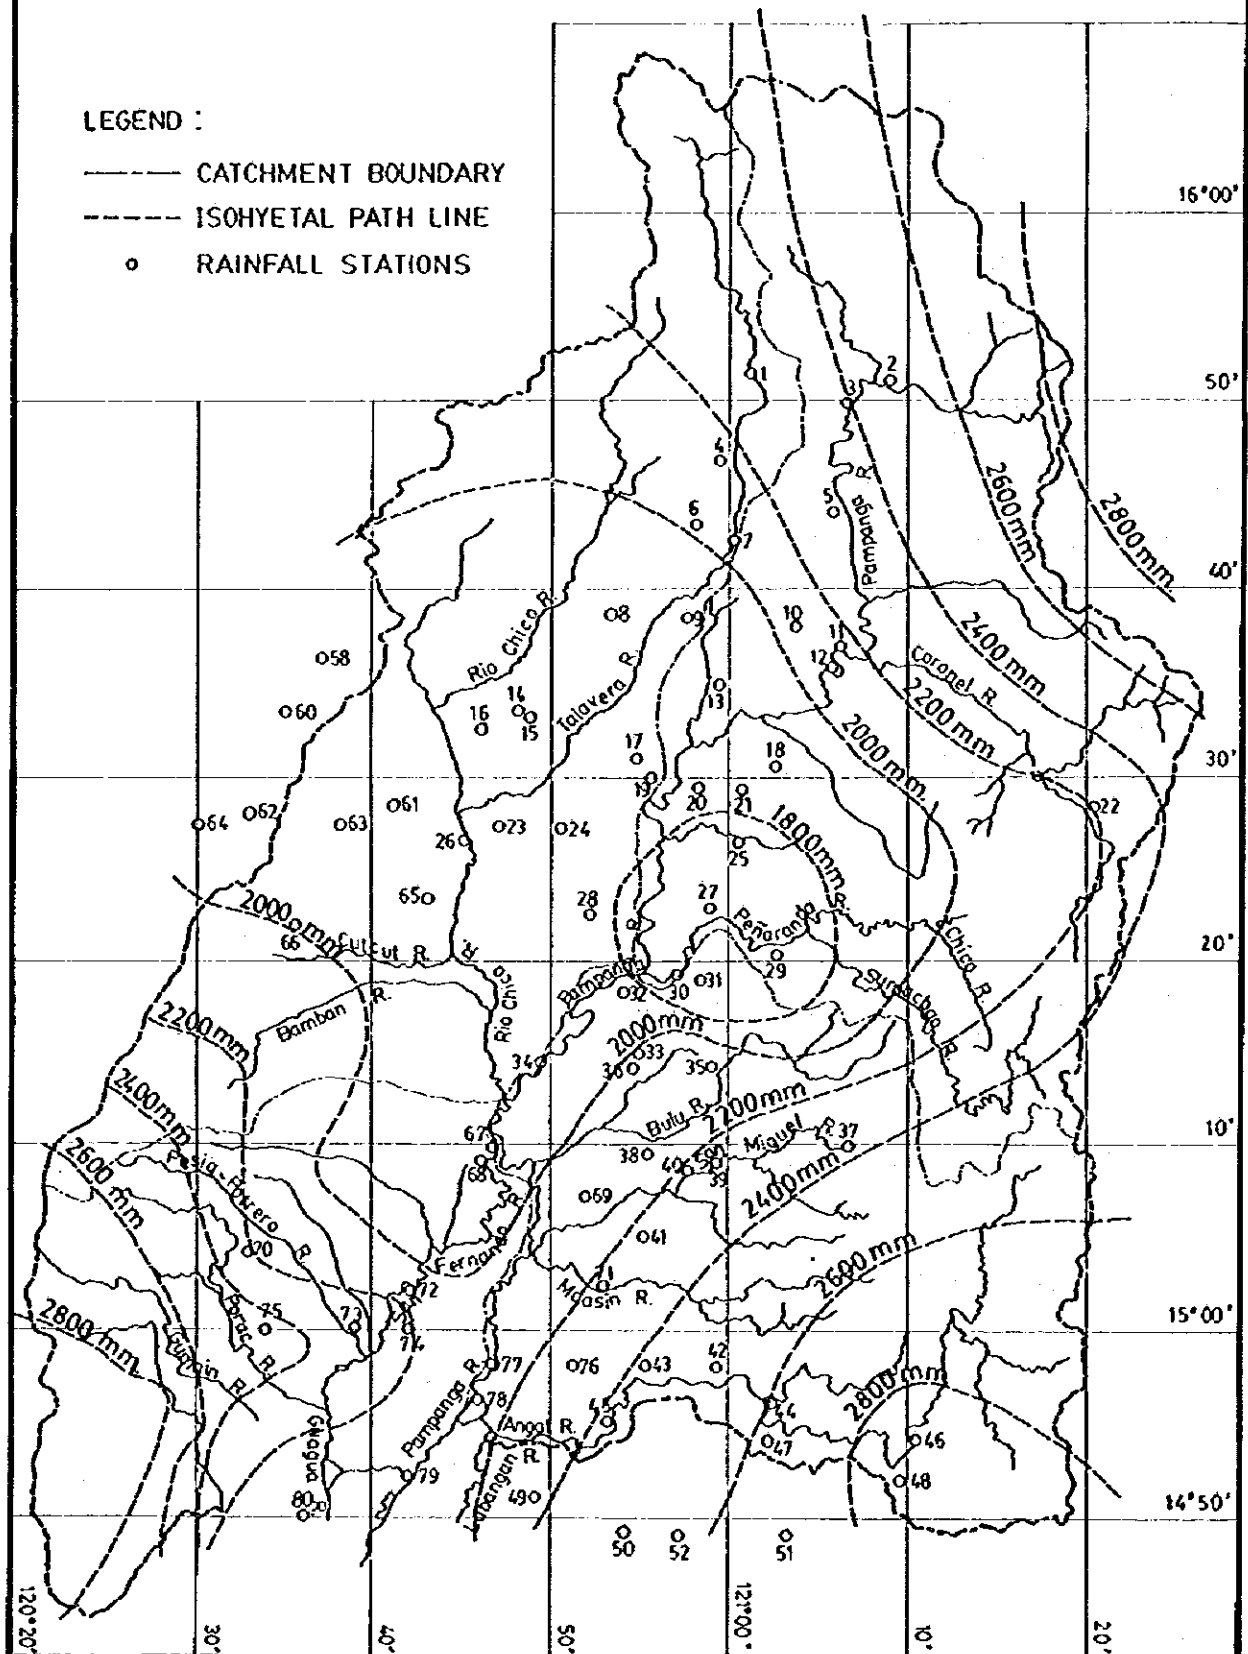 LEGEND :
CATCHMENT BOUNDARY
ISOHYETAL PATH LINE
RAINFALL STATIONS
16°00'
50'
40'
30'
20'
10'
15°00'
14°50'
120°20'
30'
40'
50'
121°00'
10'
20'
1
2
3
4
5
6
7
8
9
10
11
12
13
14
15
16
17
18
19
20
21
22
23
24
25
26
27
28
29
30
31
32
33
34
35
36
37
38
39
40
41
42
43
44
45
46
47
48
49
50
51
52
58
60
61
62
63
64
65
66
67
68
69
70
71
72
73
74
75
76
77
78
79
80
Pampanga R.
2600mm
2800mm
2400mm
2200mm
2000mm
1800mm
Rio Chico R.
Talavera R.
Coronel R.
Peñaranda R.
Chico R.
Sumacbao R.
2000mm
Cutcut R.
Rio Chico R.
Bamban R.
Pampanga R.
2200mm
2400mm
2600mm
2800mm
2000mm
2200mm
2400mm
2600mm
2800mm
Bulu R.
San Miguel R.
Pasig-Potrero R.
San Fernando R.
Maasin R.
Porac R.
Gumain R.
Guagua
Pampanga R.
Angat R.
Labangan R.